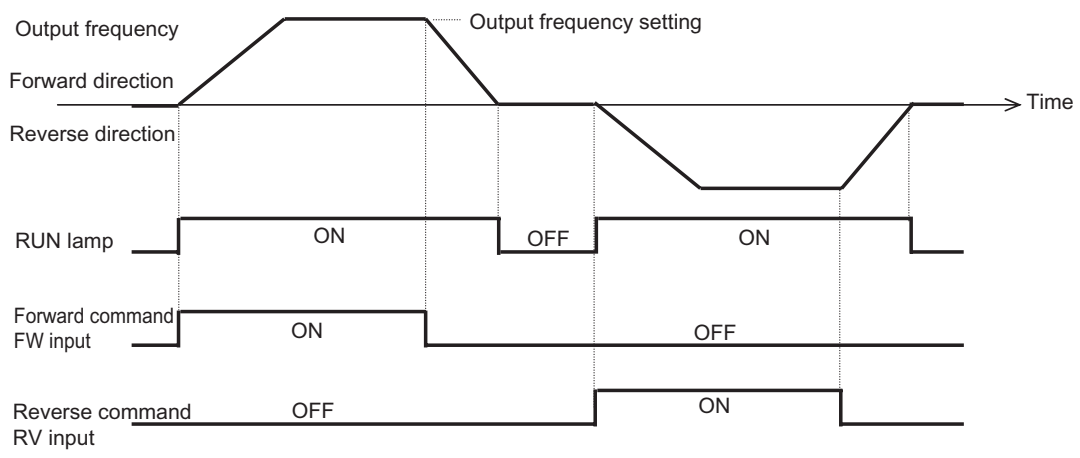 Output frequency
Output frequency setting
Forward direction
Time
Reverse direction
RUN lamp
ON
OFF
ON
Forward command
FW input
ON
OFF
Reverse command
RV input
OFF
ON